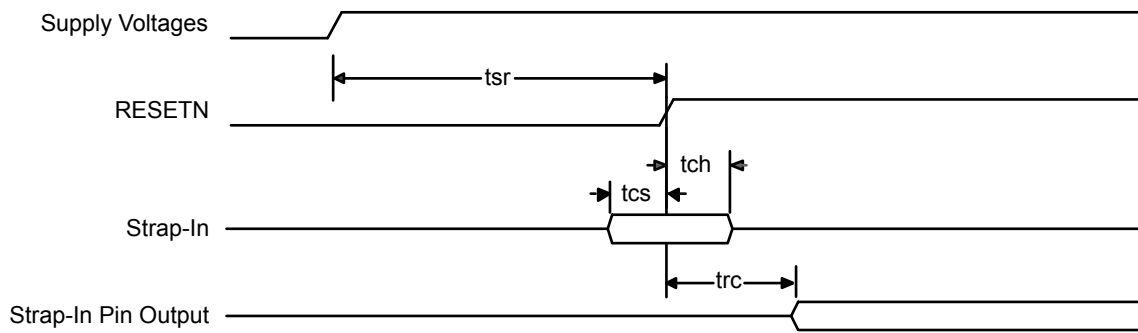 Supply Voltages
tsr
RESETN
tch
tcs
Strap-In
trc
Strap-In Pin Output